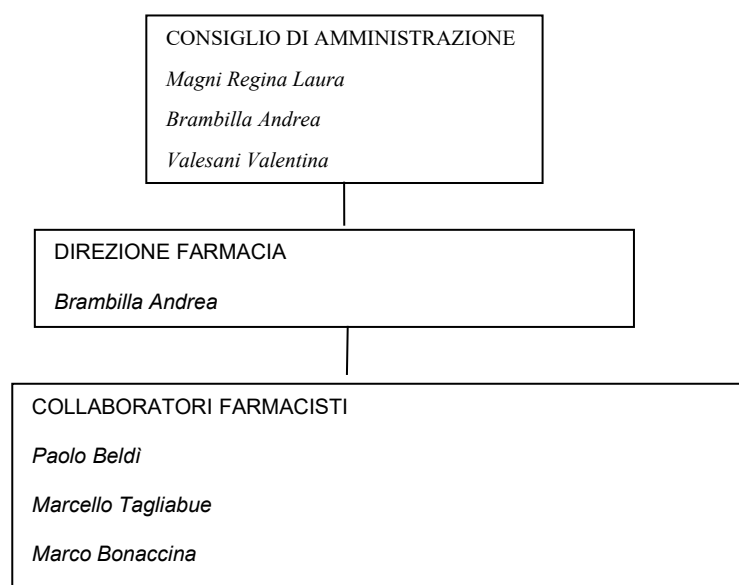 CONSIGLIO DI AMMINISTRAZIONE
Magni Regina Laura
Brambilla Andrea
Valesani Valentina
DIREZIONE FARMACIA
Brambilla Andrea
COLLABORATORI FARMACISTI
Paolo Beldì
Marcello Tagliabue
Marco Bonaccina